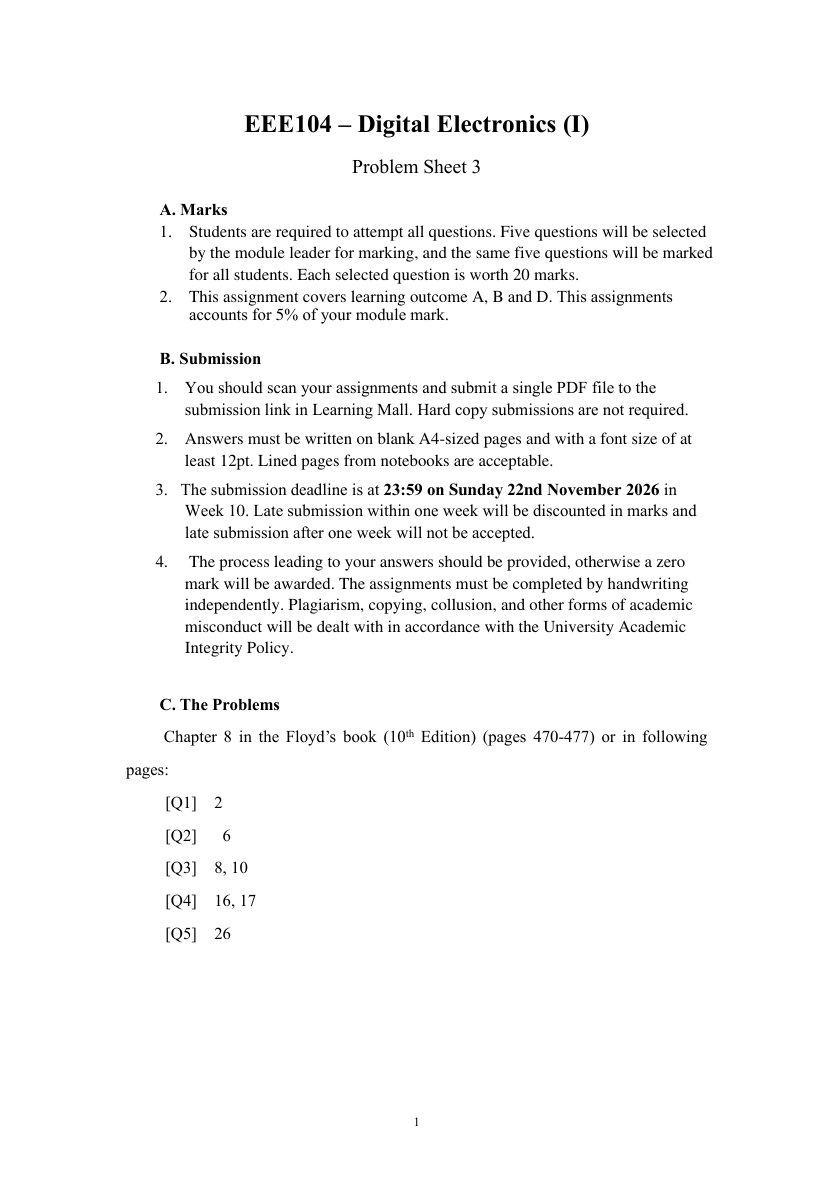 EEE104 – Digital Electronics (I)
Problem Sheet 3
A. Marks
1. Students are required to attempt all questions. Five questions will be selected
by the module leader for marking, and the same five questions will be marked
for all students. Each selected question is worth 20 marks.
2. This assignment covers learning outcome A, B and D. This assignments
accounts for 5% of your module mark.
B. Submission
1. You should scan your assignments and submit a single PDF file to the
submission link in Learning Mall. Hard copy submissions are not required.
2. Answers must be written on blank A4-sized pages and with a font size of at
least 12pt. Lined pages from notebooks are acceptable.
3. The submission deadline is at 23:59 on Sunday 22nd November 2026 in
Week 10. Late submission within one week will be discounted in marks and
late submission after one week will not be accepted.
4. The process leading to your answers should be provided, otherwise a zero
mark will be awarded. The assignments must be completed by handwriting
independently. Plagiarism, copying, collusion, and other forms of academic
misconduct will be dealt with in accordance with the University Academic
Integrity Policy.
C. The Problems
Chapter 8 in the Floyd’s book (10th Edition) (pages 470-477) or in following
pages:
[Q1] 2
[Q2] 6
[Q3] 8, 10
[Q4] 16, 17
[Q5] 26
1